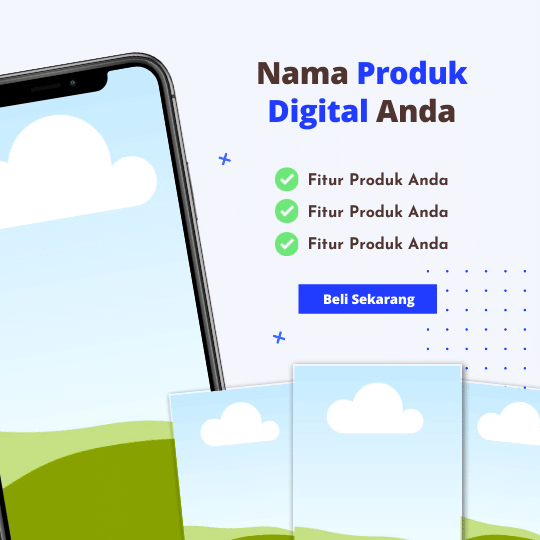 Nama Produk
Digital Anda
Fitur Produk Anda
Fitur Produk Anda
Fitur Produk Anda
Beli Sekarang